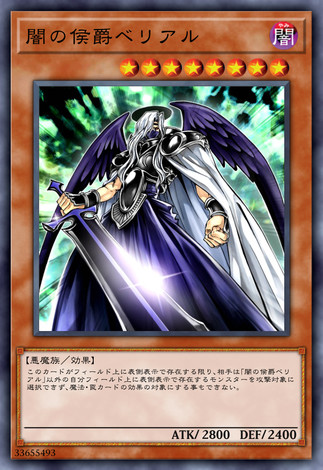 闇の侯爵ベリアル
やみ
闇
【悪魔族／効果】
このカードがフィールド上に表側表示で存在する限り、相手は「闇の侯爵ベリ
アル」以外の自分フィールド上に表側表示で存在するモンスターを攻撃対象に
選択できず、魔法・罠カードの効果の対象にする事もできない。
ATK/ 2800 DEF/2400
33655493